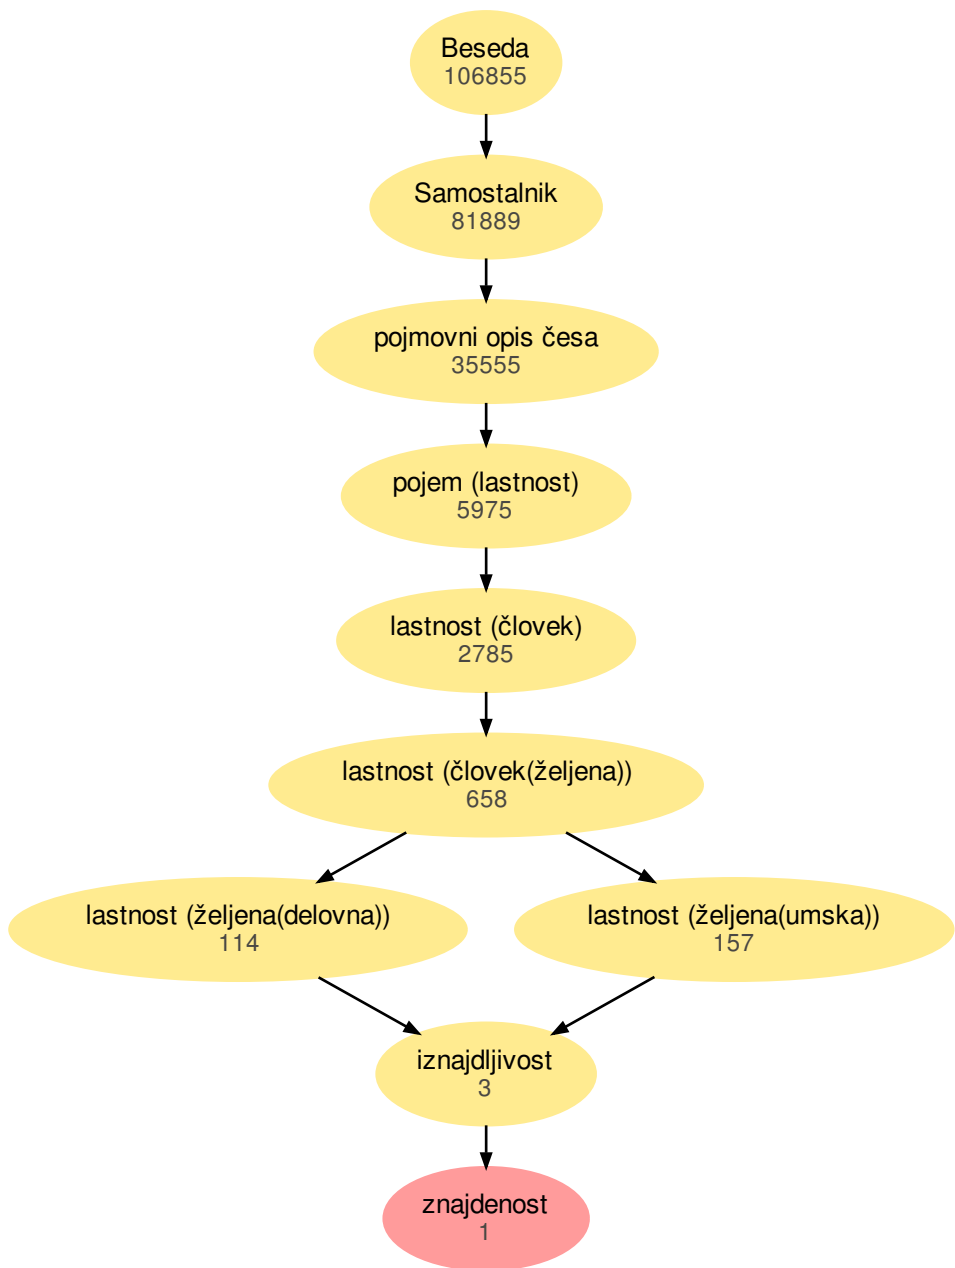 Beseda
106855
Samostalnik
81889
pojmovni opis česa
35555
pojem (lastnost)
5975
lastnost (človek)
2785
lastnost (človek(željena))
658
lastnost (željena(delovna))
114
lastnost (željena(umska))
157
iznajdljivost
3
znajdenost
1